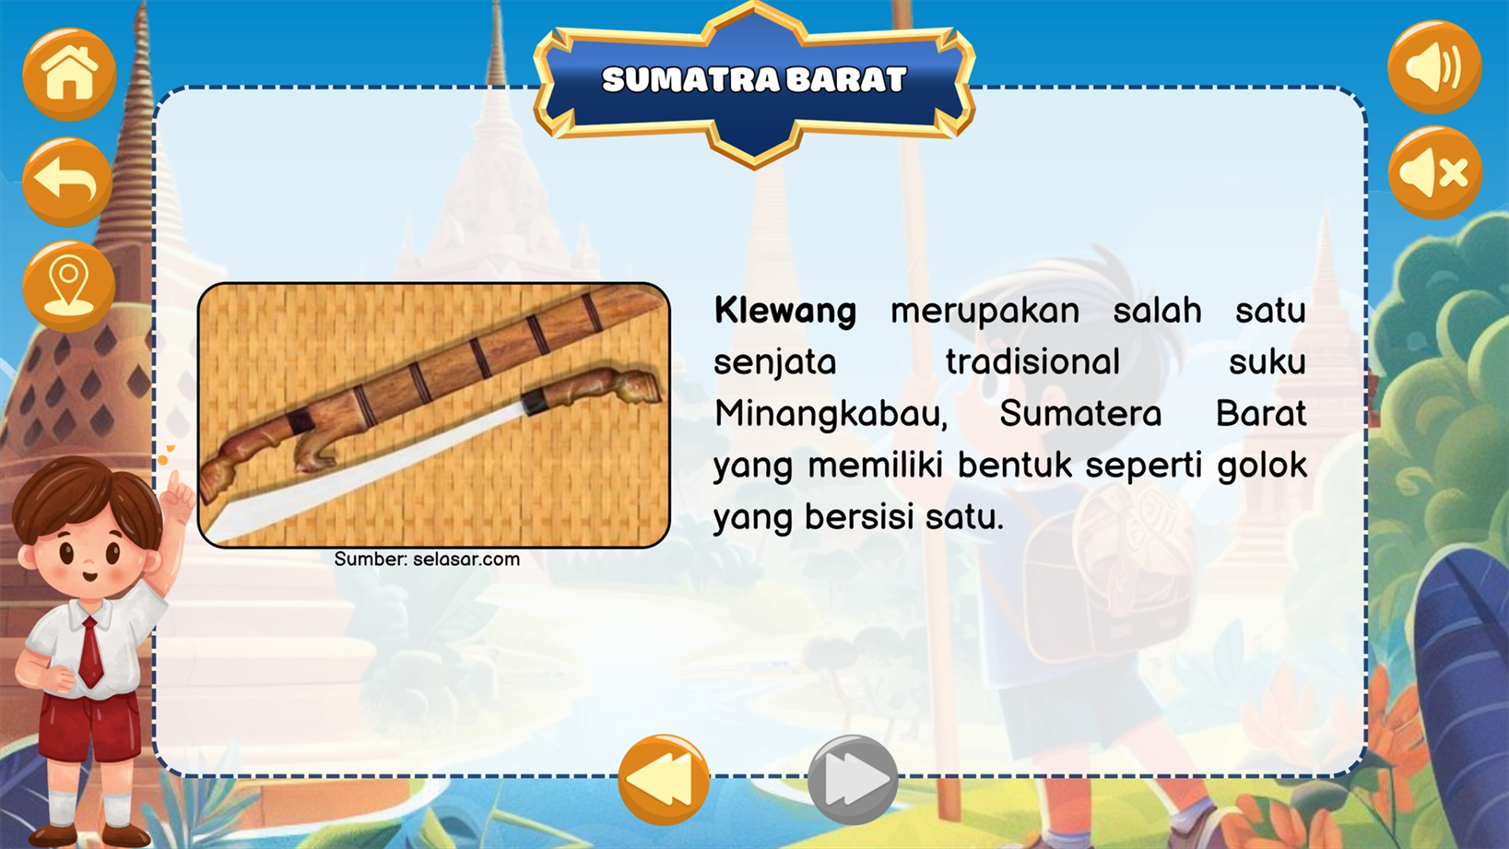 SUMATRA BARAT
Klewang merupakan salah satu
senjata tradisional suku
Minangkabau, Sumatera Barat
yang memiliki bentuk seperti golok
yang bersisi satu.
Sumber: selasar.com